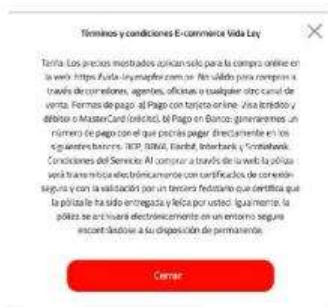 Términos y condiciones E-commerce Vida Ley
Tarifa: Los precios mostrados aplican solo para la compra online en
la web: https://vida-ley.mapfre.com.pe. No válido para compras a
través de corredores, agentes, oficinas o cualquier otro canal de
venta. Formas de pago: a) Pago con tarjeta online: Visa (crédito y
débito) o MasterCard (crédito). b) Pago en Banco: generaremos un
número de pago con el que podrás pagar directamente en los
siguientes bancos: BCP, BBVA, Banbif, Interbank y Scotiabank.
Condiciones del Servicio: Al comprar a través de la web la póliza
será transmitida electrónicamente con certificados de conexión
segura y con la validación por un tercero fedatario que certifica que
la póliza le ha sido entregada y leída por usted. Igualmente, la
póliza se archivará electrónicamente en un entorno seguro
encontrándose a su disposición de permanente.
Cerrar